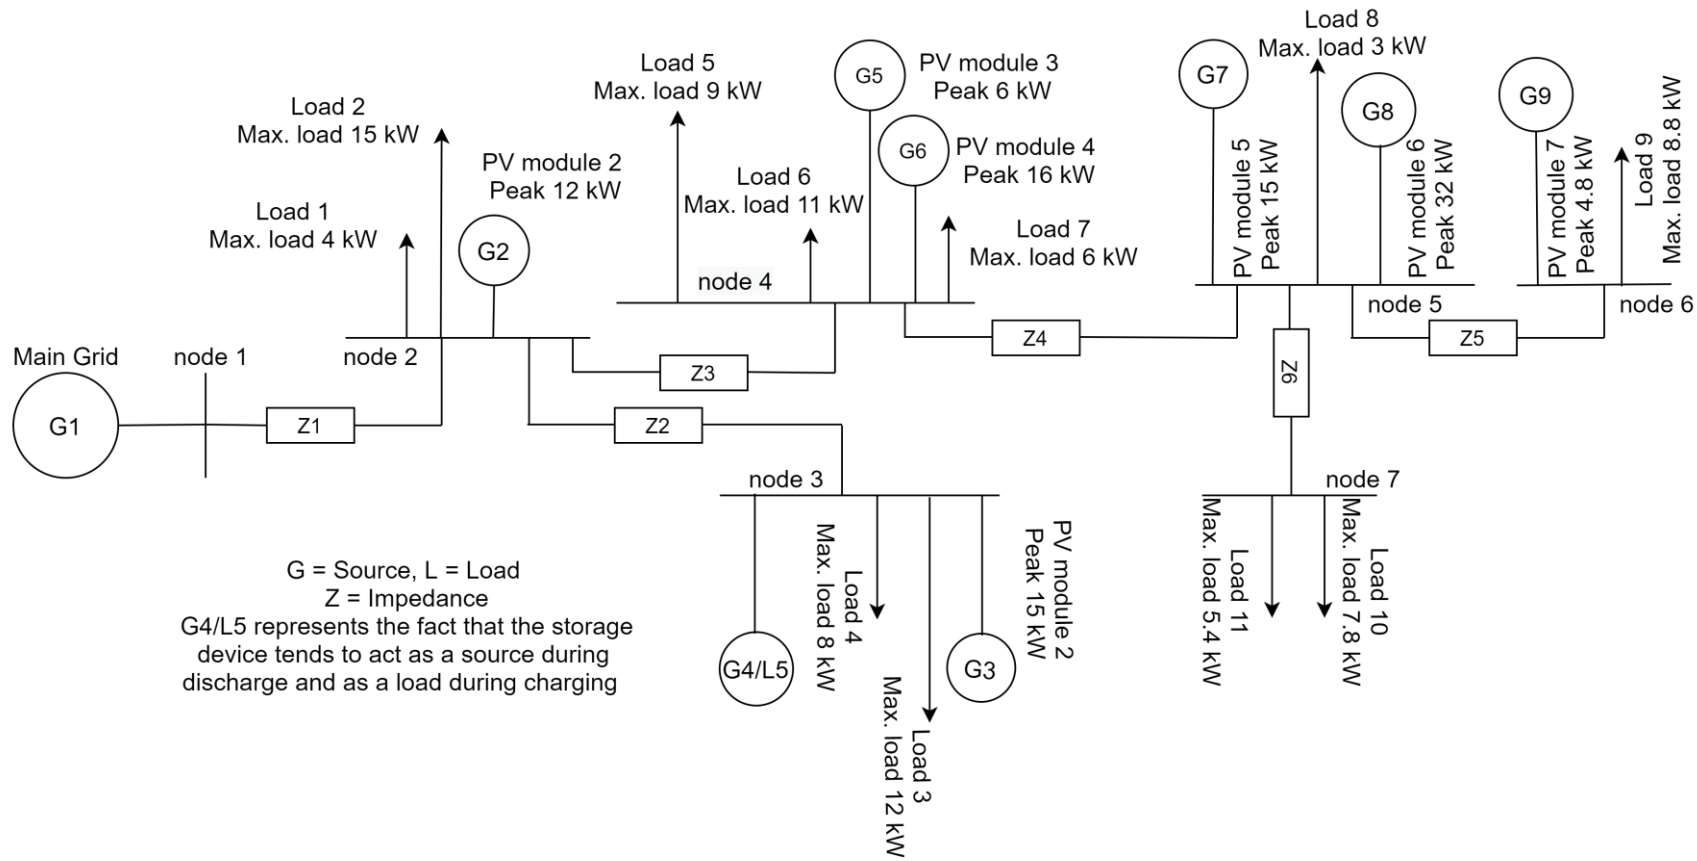 Load 8
Max. load 3 kW
Load 5
Max. load 9 kW
G5
PV module 3
Peak 6 kW
G7
G8
G9
Load 9
Max. load 8.8 kW
Load 2
Max. load 15 kW
PV module 2
Peak 12 kW
G6
PV module 4
Peak 16 kW
Load 6
Max. load 11 kW
PV module 5
Peak 15 kW
PV module 6
Peak 32 kW
PV module 7
Peak 4.8 kW
Load 1
Max. load 4 kW
G2
Load 7
Max. load 6 kW
node 4
node 5
node 6
Main Grid
node 1
node 2
Z3
Z4
Z5
Z6
G1
Z1
Z2
node 3
node 7
G4/L5
Load 4
Max. load 8 kW
Load 3
Max. load 12 kW
G3
PV module 2
Peak 15 kW
Load 11
Max. load 5.4 kW
Load 10
Max. load 7.8 kW
G = Source, L = Load
Z = Impedance
G4/L5 represents the fact that the storage
device tends to act as a source during
discharge and as a load during charging